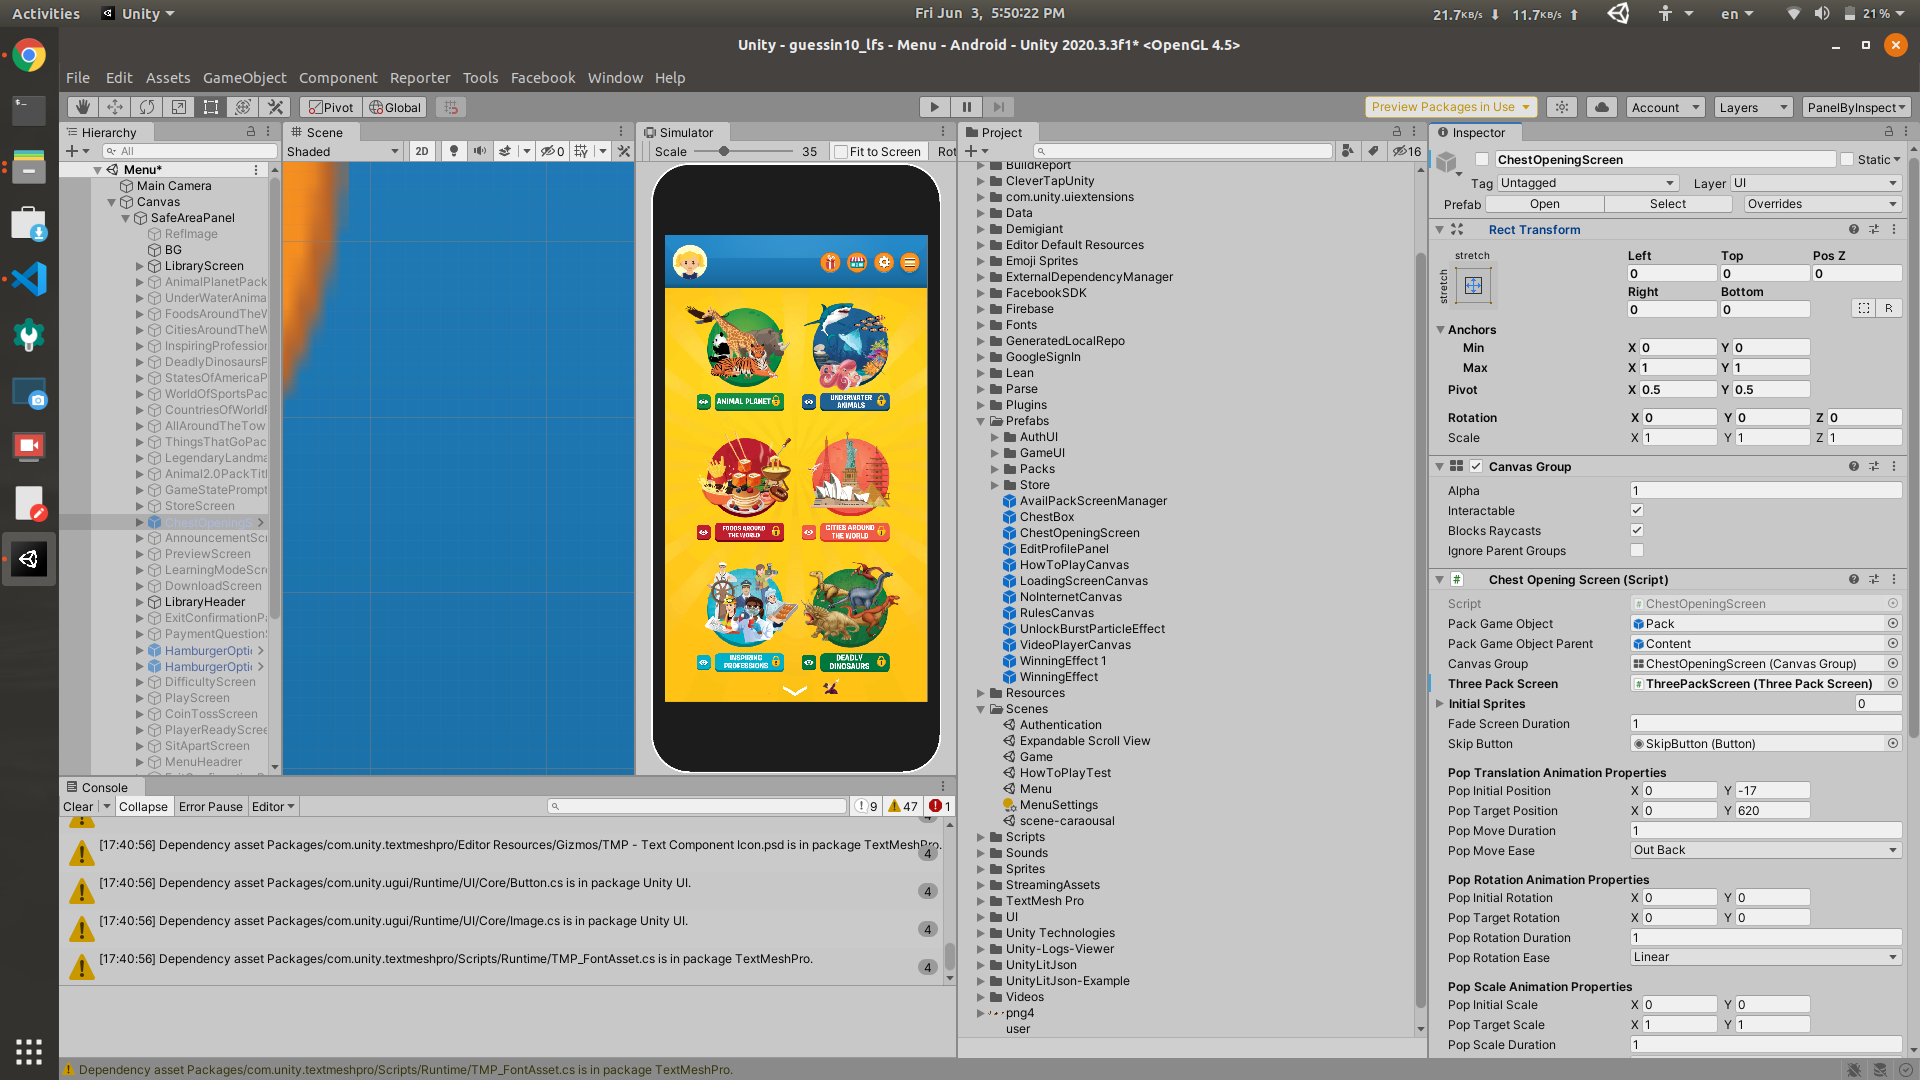 Activities
Unity
Fri Jun 3, 5:50:22 PM
21.7KB/s
11.7KB/s
en
21%
Unity - guessin10_lfs - Menu - Android - Unity 2020.3.3f1* <OpenGL 4.5>
File Edit Assets GameObject Component Reporter Tools Facebook Window Help
Pivot
Global
Preview Packages in Use
Account
Layers
PanelByInspect
Hierarchy
All
Menu*
Main Camera
Canvas
SafeAreaPanel
RefImage
BG
LibraryScreen
AnimalPlanetPack
UnderWaterAnima
FoodsAroundTheW
CitiesAroundTheW
InspiringProfession
DeadlyDinosaursP
StatesOfAmericaP
WorldOfSportsPac
CountriesOfWorldP
AllAroundTheTow
ThingsThatGoPac
LegendaryLandma
Animal2.0PackTitl
GameStatePrompt
StoreScreen
ChestOpeningS
AnnouncementScr
PreviewScreen
LearningModeScre
DownloadScreen
LibraryHeader
ExitConfirmationPa
PaymentQuestionS
HamburgerOptio
HamburgerOptio
DifficultyScreen
PlayScreen
CoinTossScreen
PlayerReadyScree
SitApartScreen
MenuHeadrer
Scene
Shaded
2D
0
Simulator
Scale
35
Fit to Screen
Rot
ANIMAL PLANET
UNDERWATER
ANIMALS
FOODS AROUND
THE WORLD
CITIES AROUND
THE WORLD
INSPIRING
PROFESSIONS
DEADLY
DINOSAURS
Project
16
BuildReport
CleverTapUnity
com.unity.uiextensions
Data
Demigiant
Editor Default Resources
Emoji Sprites
ExternalDependencyManager
FacebookSDK
Firebase
Fonts
GeneratedLocalRepo
GoogleSignIn
Lean
Parse
Plugins
Prefabs
AuthUI
GameUI
Packs
Store
AvailPackScreenManager
ChestBox
ChestOpeningScreen
EditProfilePanel
HowToPlayCanvas
LoadingScreenCanvas
NoInternetCanvas
RulesCanvas
UnlockBurstParticleEffect
VideoPlayerCanvas
WinningEffect 1
WinningEffect
Resources
Scenes
Authentication
Expandable Scroll View
Game
HowToPlayTest
Menu
MenuSettings
scene-caraousal
Scripts
Sounds
Sprites
StreamingAssets
TextMesh Pro
UI
Unity Technologies
Unity-Logs-Viewer
UnityLitJson
UnityLitJson-Example
Videos
png4
user
Inspector
ChestOpeningScreen
Static
Tag Untagged Layer UI
Prefab Open Select Overrides
Rect Transform
stretch
stretch
Left Top Pos Z
0 0 0
Right Bottom
0 0
R
Anchors
Min X 0 Y 0
Max X 1 Y 1
Pivot X 0.5 Y 0.5
Rotation X 0 Y 0 Z 0
Scale X 1 Y 1 Z 1
Canvas Group
Alpha 1
Interactable
Blocks Raycasts
Ignore Parent Groups
# Chest Opening Screen (Script)
Script ChestOpeningScreen
Pack Game Object Pack
Pack Game Object Parent Content
Canvas Group ChestOpeningScreen (Canvas Group)
Three Pack Screen ThreePackScreen (Three Pack Screen)
Initial Sprites 0
Fade Screen Duration 1
Skip Button SkipButton (Button)
Pop Translation Animation Properties
Pop Initial Position X 0 Y -17
Pop Target Position X 0 Y 620
Pop Move Duration 1
Pop Move Ease Out Back
Pop Rotation Animation Properties
Pop Initial Rotation X 0 Y 0
Pop Target Rotation X 0 Y 0
Pop Rotation Duration 1
Pop Rotation Ease Linear
Pop Scale Animation Properties
Pop Initial Scale X 0 Y 0
Pop Target Scale X 1 Y 1
Pop Scale Duration 1
Console
Clear Collapse Error Pause Editor
9 47 1
[17:40:56] Dependency asset Packages/com.unity.textmeshpro/Editor Resources/Gizmos/TMP - Text Component Icon.psd is in package TextMeshPro.
4
[17:40:56] Dependency asset Packages/com.unity.ugui/Runtime/UI/Core/Button.cs is in package Unity UI.
4
[17:40:56] Dependency asset Packages/com.unity.ugui/Runtime/UI/Core/Image.cs is in package Unity UI.
4
[17:40:56] Dependency asset Packages/com.unity.textmeshpro/Scripts/Runtime/TMP_FontAsset.cs is in package TextMeshPro.
4
Dependency asset Packages/com.unity.textmeshpro/Scripts/Runtime/TMP_FontAsset.cs is in package TextMeshPro.